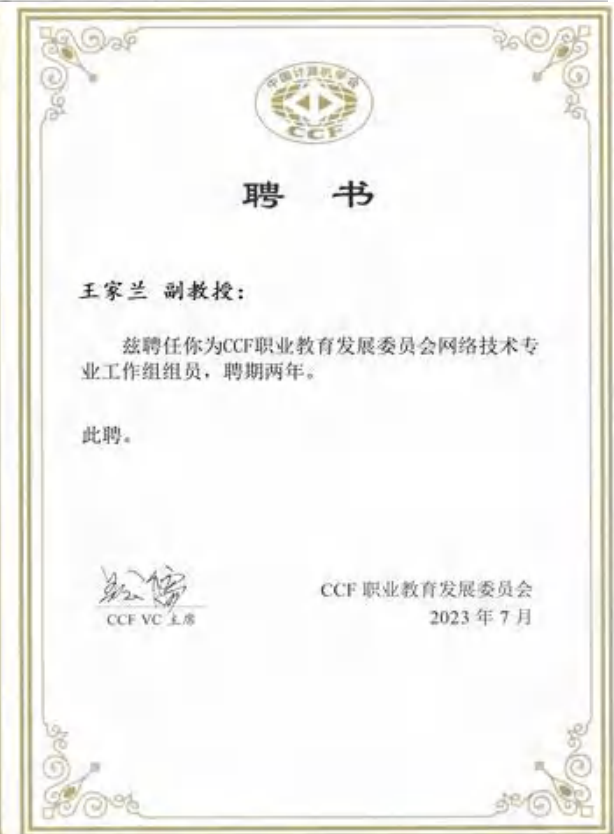 中国计算机学会
CCF
聘 书
王家兰 副教授：
兹聘任你为CCF职业教育发展委员会网络技术专
业工作组组员，聘期两年。
此聘。
CCF VC 主席
CCF 职业教育发展委员会
2023 年 7 月